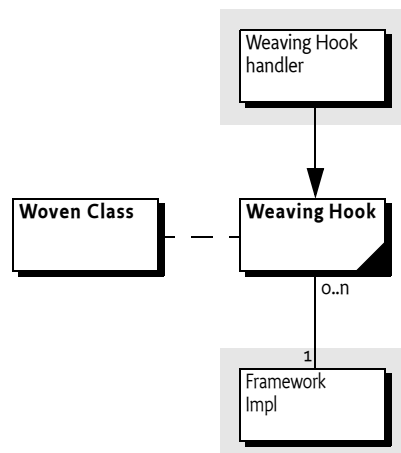 Weaving Hook
handler
Woven Class
Weaving Hook
0..n
1
Framework
Impl